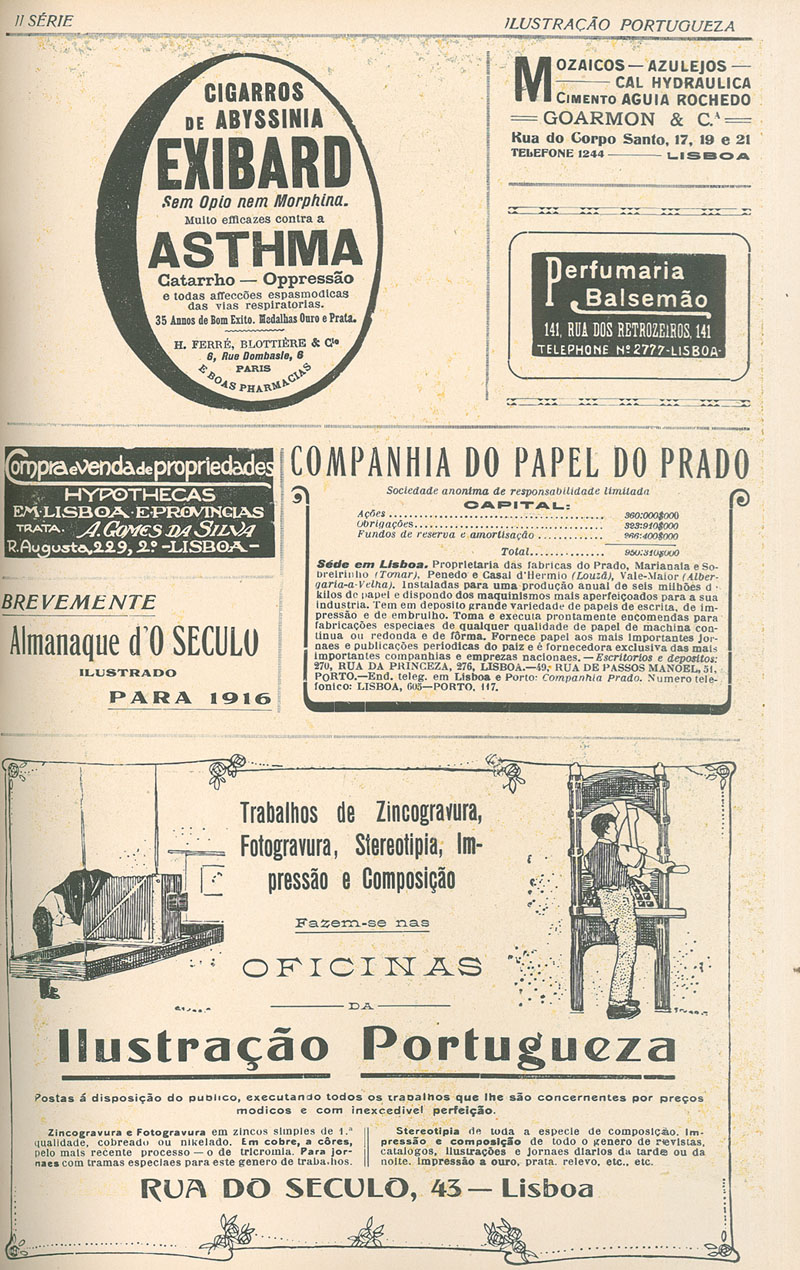 II SÉRIE
ILUSTRAÇÃO PORTUGUEZA
CIGARROS
DE ABYSSINIA
EXIBARD
Sem Opio nem Morphina.
Muito efficazes contra a
ASTHMA
Catarrho — Oppressão
e todas affecções espasmodicas
das vias respiratorias.
35 Annos de Bom Exito. Medalhas Ouro e Prata.
H. FERRÉ, BLOTTIÈRE & Cie
6, Rue Dombasle, 6
PARIS
E BOAS PHARMACIAS
MOZAICOS — AZULEJOS —
CAL HYDRAULICA
CIMENTO AGUIA ROCHEDO
GOARMON & C.ᴬ
Rua do Corpo Santo, 17, 19 e 21
TELEFONE 1244 — LISBOA
Perfumaria
Balsemão
141, RUA DOS RETROZEIROS, 141
TELEPHONE Nº 2777-LISBOA-
Compra e venda de propriedades
HYPOTHECAS
EM LISBOA E PROVINCIAS
TRATA. A. GOMES DA SILVA
R. Augusta, 229, 2º -LISBOA-
BREVEMENTE
Almanaque d'O SECULO
ILUSTRADO
PARA 1916
COMPANHIA DO PAPEL DO PRADO
Sociedade anonima de responsabilidade limitada
CAPITAL:
Ações .................... 360:000$000
Obrigações................ 323:910$000
Fundos de reserva e amortisação ........... 266:400$000
Total............ 950:310$000
Séde em Lisboa. Proprietaria das fabricas do Prado, Marianaia e So-
breirinho (Tomar), Penedo e Casal d'Hermio (Louzã), Vale-Maior (Alber-
garia-a-Velha). Instaladas para uma produção anual de seis milhões d
kilos de papel e dispondo dos maquinismos mais aperfeiçoados para a sua
industria. Tem em deposito grande variedade de papeis de escrita, de im-
pressão e de embrulho. Toma e executa prontamente encomendas para
fabricações especiaes de qualquer qualidade de papel de machina con-
tinua ou redonda e de fôrma. Fornece papel aos mais importantes jor-
naes e publicações periodicas do paiz e é fornecedora exclusiva das mais
importantes companhias e emprezas nacionaes. — Escritorios e depositos:
270, RUA DA PRINCEZA, 276, LISBOA.—49, RUA DE PASSOS MANOEL, 51,
PORTO.—End. teleg. em Lisboa e Porto: Companhia Prado. Numero tele-
fonico: LISBOA, 605—PORTO, 117.
Trabalhos de Zincogravura,
Fotogravura, Stereotipia, Im-
pressão e Composição
Fazem-se nas
OFICINAS
DA
Ilustração Portugueza
Postas á disposição do publico, executando todos os trabalhos que lhe são concernentes por preços
modicos e com inexcedivel perfeição.
Zincogravura e Fotogravura em zincos simples de 1.ª
qualidade, cobreado ou nikelado. Em cobre, a côres,
pelo mais recente processo — o de tricromia. Para jor-
naes com tramas especiaes para este genero de trabalhos.
Stereotipia de toda a especie de composição. Im-
pressão e composição de todo o genero de revistas,
catalogos, ilustrações e jornaes diarios da tarde ou da
noite, impressão a ouro, prata, relevo, etc., etc.
RUA DO SECULO, 43 — Lisboa